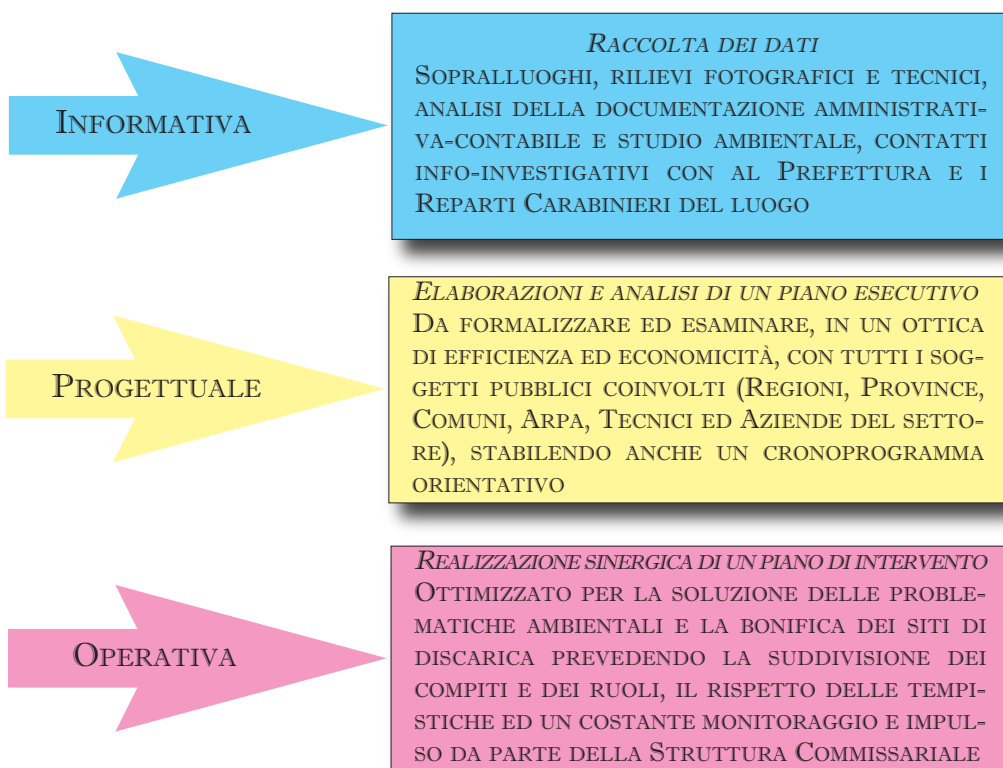 Informativa
Raccolta dei dati
Sopralluoghi, rilievi fotografici e tecnici,
analisi della documentazione amministrati-
va-contabile e studio ambientale, contatti
info-investigativi con al Prefettura e i
Reparti Carabinieri del luogo
Progettuale
Elaborazioni e analisi di un piano esecutivo
Da formalizzare ed esaminare, in un ottica
di efficienza ed economicità, con tutti i sog-
getti pubblici coinvolti (Regioni, Province,
Comuni, Arpa, Tecnici ed Aziende del setto-
re), stabilendo anche un cronoprogramma
orientativo
Operativa
Realizzazione sinergica di un piano di intervento
Ottimizzato per la soluzione delle proble-
matiche ambientali e la bonifica dei siti di
discarica prevedendo la suddivisione dei
compiti e dei ruoli, il rispetto delle tempi-
stiche ed un costante monitoraggio e impul-
so da parte della Struttura Commissariale